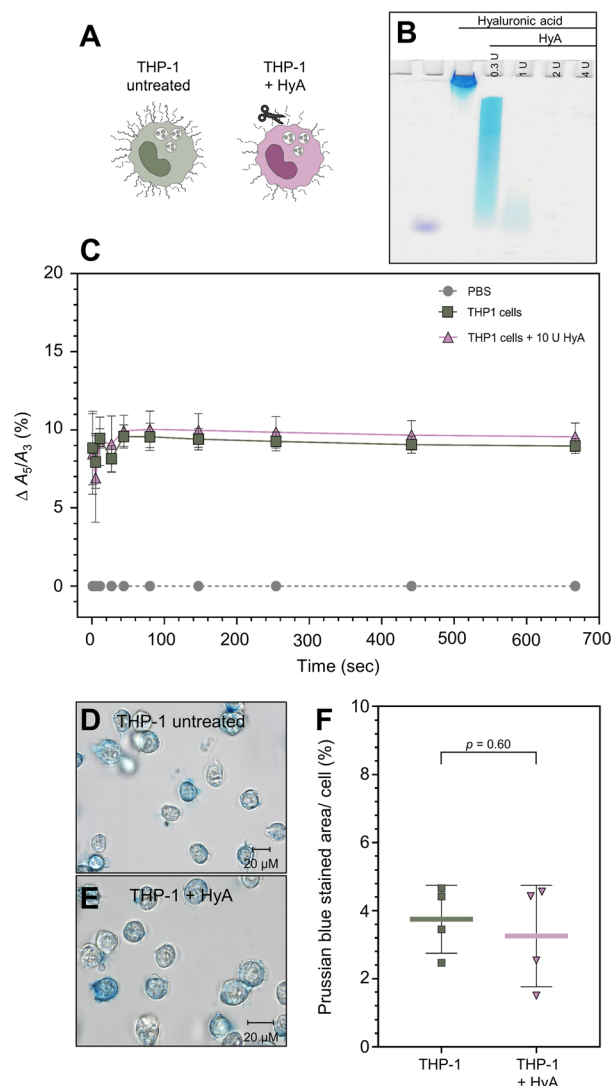 A
THP-1
untreated
THP-1
+ HyA
B
Hyaluronic acid
HyA
0.3 U
1 U
2 U
4 U
C
20
15
10
5
0
Δ A5/A3 (%)
PBS
THP1 cells
THP1 cells + 10 U HyA
0 100 200 300 400 500 600 700
Time (sec)
D
THP-1 untreated
20 µM
E
THP-1 + HyA
20 µM
F
Prussian blue stained area/ cell (%)
10
8
6
4
2
0
p = 0.60
THP-1
THP-1
+ HyA